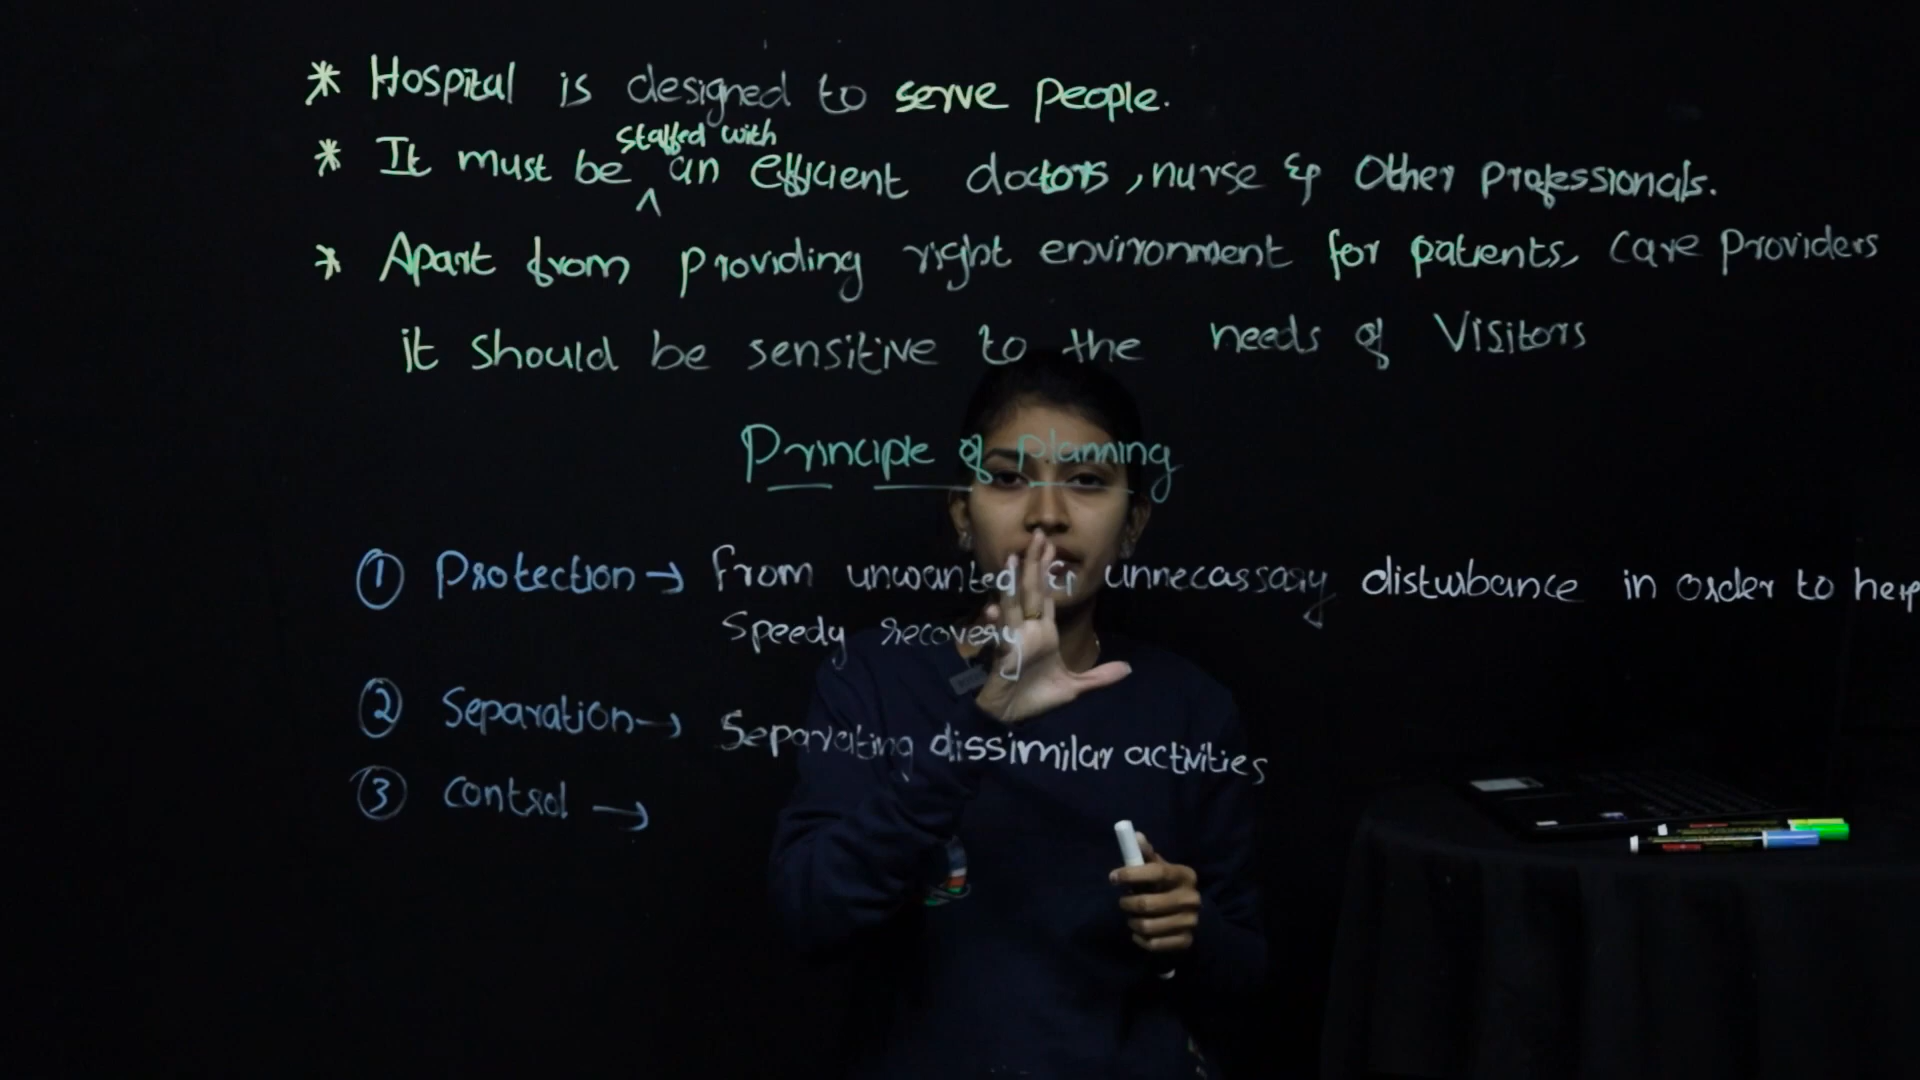 * Hospital is designed to serve people.
staffed with
* It must be ^ an efficient doctors, nurse & Other professionals.
* Apart from providing right environment for patients, Care Providers
it should be sensitive to the needs of Visitors
Principle of planning
① Protection → from unwanted & unnecassary disturbance in order to help
Speedy recovery
② Separation → Separating dissimilar activities
③ Control →